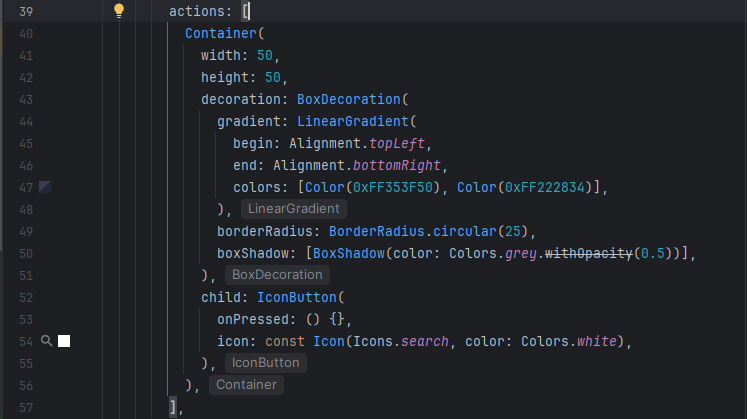 39 actions: [
40 Container(
41 width: 50,
42 height: 50,
43 decoration: BoxDecoration(
44 gradient: LinearGradient(
45 begin: Alignment.topLeft,
46 end: Alignment.bottomRight,
47 colors: [Color(0xFF353F50), Color(0xFF222834)],
48 ), LinearGradient
49 borderRadius: BorderRadius.circular(25),
50 boxShadow: [BoxShadow(color: Colors.grey.withOpacity(0.5))],
51 ), BoxDecoration
52 child: IconButton(
53 onPressed: () {},
54 icon: const Icon(Icons.search, color: Colors.white),
55 ), IconButton
56 ), Container
57 ],